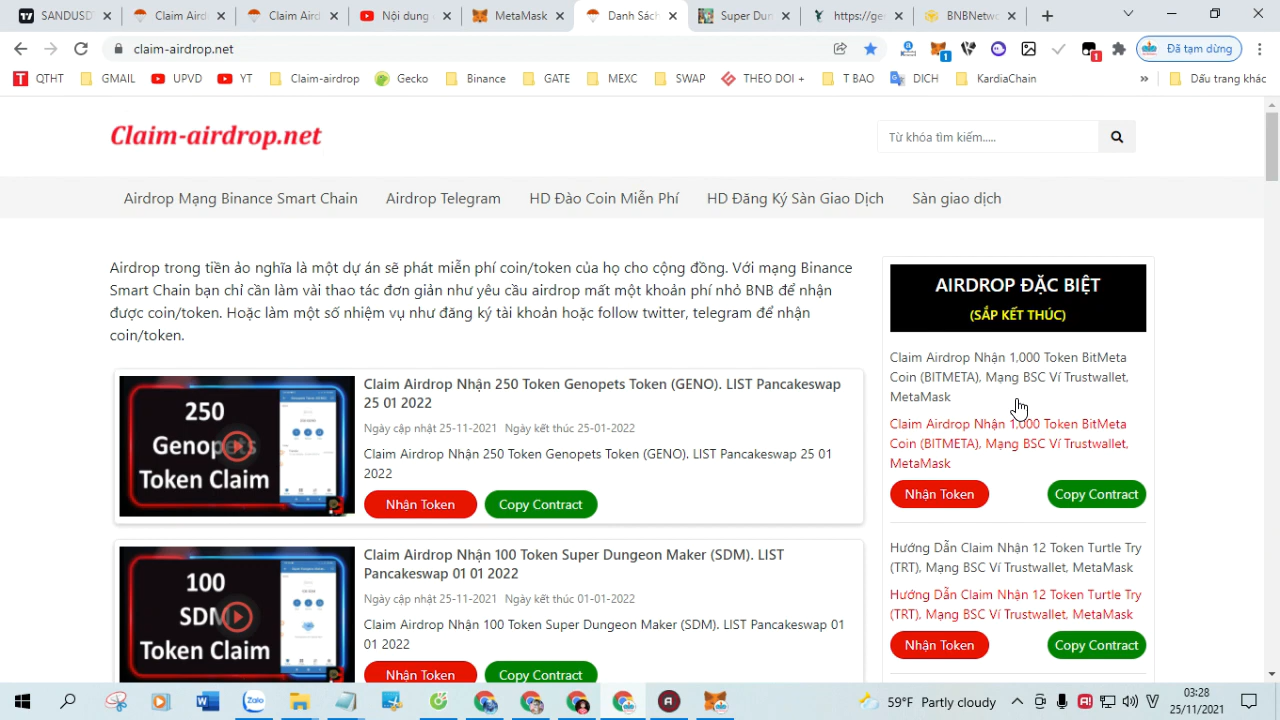 SANDUSD
Claim Aird
Claim Aird
Nội dung
MetaMask
Danh Sách
Super Dun
https://ge
BNBNetwo
claim-airdrop.net
Đã tạm dừng
1
1
QTHT
GMAIL
UPVD
YT
Claim-airdrop
Gecko
Binance
GATE
MEXC
SWAP
THEO DOI +
T BAO
DICH
KardiaChain
»
Dấu trang khác
Claim-airdrop.net
Từ khóa tìm kiếm.....
Airdrop Mạng Binance Smart Chain
Airdrop Telegram
HD Đào Coin Miễn Phí
HD Đăng Ký Sàn Giao Dịch
Sàn giao dịch
Airdrop trong tiền ảo nghĩa là một dự án sẽ phát miễn phí coin/token của họ cho cộng đồng. Với mạng Binance
Smart Chain bạn chỉ cần làm vài thao tác đơn giản như yêu cầu airdrop mất một khoản phí nhỏ BNB để nhận
được coin/token. Hoặc làm một số nhiệm vụ như đăng ký tài khoản hoặc follow twitter, telegram để nhận
coin/token.
250
Genopets
Token Claim
Claim Airdrop Nhận 250 Token Genopets Token (GENO). LIST Pancakeswap
25 01 2022
Ngày cập nhật 25-11-2021 Ngày kết thúc 25-01-2022
Claim Airdrop Nhận 250 Token Genopets Token (GENO). LIST Pancakeswap 25 01
2022
Nhận Token
Copy Contract
100
SDM
Token Claim
Claim Airdrop Nhận 100 Token Super Dungeon Maker (SDM). LIST
Pancakeswap 01 01 2022
Ngày cập nhật 25-11-2021 Ngày kết thúc 01-01-2022
Claim Airdrop Nhận 100 Token Super Dungeon Maker (SDM). LIST Pancakeswap 01
01 2022
Nhận Token
Copy Contract
AIRDROP ĐẶC BIỆT
(SẮP KẾT THÚC)
Claim Airdrop Nhận 1,000 Token BitMeta
Coin (BITMETA), Mạng BSC Ví Trustwallet,
MetaMask
Claim Airdrop Nhận 1,000 Token BitMeta
Coin (BITMETA), Mạng BSC Ví Trustwallet,
MetaMask
Nhận Token
Copy Contract
Hướng Dẫn Claim Nhận 12 Token Turtle Try
(TRT), Mạng BSC Ví Trustwallet, MetaMask
Hướng Dẫn Claim Nhận 12 Token Turtle Try
(TRT), Mạng BSC Ví Trustwallet, MetaMask
Nhận Token
Copy Contract
Zalo
59°F Partly cloudy
03:28
25/11/2021